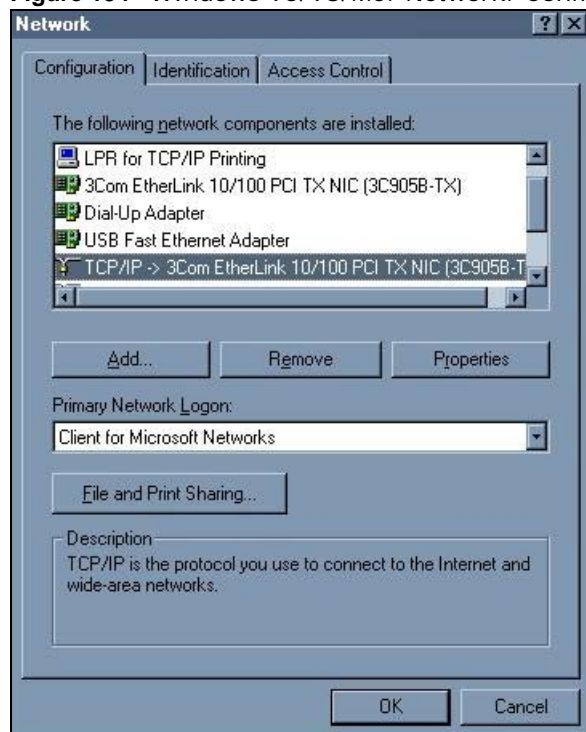 Network
Configuration Identification Access Control
The following network components are installed:
LPR for TCP/IP Printing
3Com EtherLink 10/100 PCI TX NIC (3C905B-TX)
Dial-Up Adapter
USB Fast Ethernet Adapter
TCP/IP -> 3Com EtherLink 10/100 PCI TX NIC (3C905B-T
Add... Remove Properties
Primary Network Logon:
Client for Microsoft Networks
File and Print Sharing...
Description
TCP/IP is the protocol you use to connect to the Internet and
wide-area networks.
OK Cancel